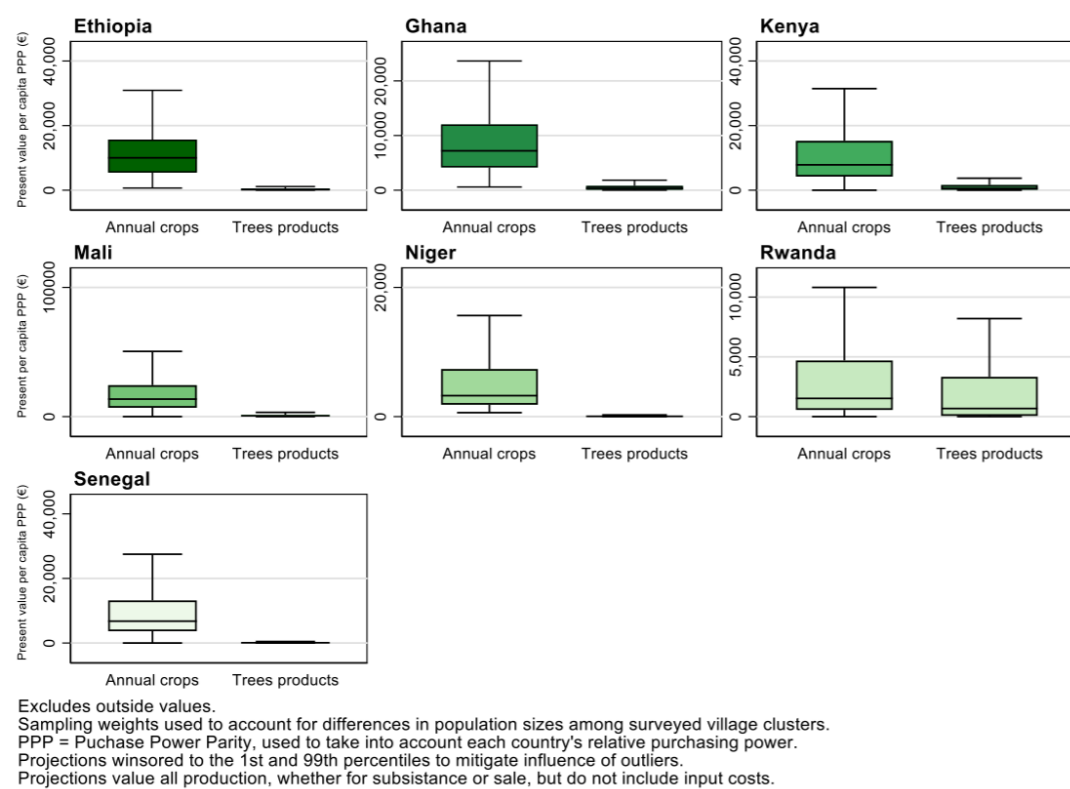 Ethiopia
Present value per capita PPP (€)
40,000
20,000
0
Annual crops Trees products
Ghana
20,000
10,000
0
Annual crops Trees products
Kenya
40,000
20,000
0
Annual crops Trees products
Mali
Present per capita PPP (€)
100000
0
Annual crops Trees products
Niger
20,000
0
Annual crops Trees products
Rwanda
10,000
5,000
0
Annual crops Trees products
Senegal
Present value per capita PPP (€)
40,000
20,000
0
Annual crops Trees products
Excludes outside values.
Sampling weights used to account for differences in population sizes among surveyed village clusters.
PPP = Puchase Power Parity, used to take into account each country's relative purchasing power.
Projections winsored to the 1st and 99th percentiles to mitigate influence of outliers.
Projections value all production, whether for subsistance or sale, but do not include input costs.